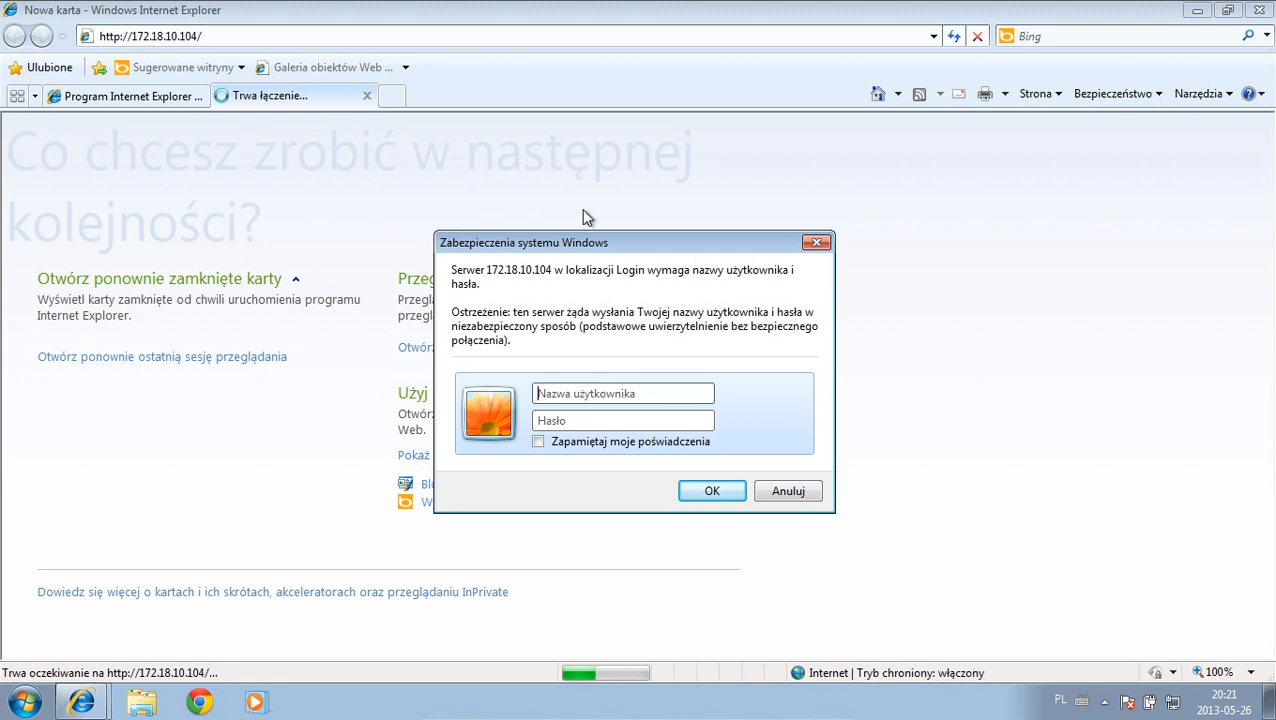 Nowa karta - Windows Internet Explorer
http://172.18.10.104/
Bing
Ulubione
Sugerowane witryny
Galeria obiektów Web ...
Program Internet Explorer ...
Trwa łączenie...
Strona
Bezpieczeństwo
Narzędzia
Co chcesz zrobić w następnej
kolejności?
Otwórz ponownie zamknięte karty
Wyświetl karty zamknięte od chwili uruchomienia programu
Internet Explorer.
Otwórz ponownie ostatnią sesję przeglądania
Otwórz
Użyj
Otwórz
Web.
Pokaż
Zabezpieczenia systemu Windows
Serwer 172.18.10.104 w lokalizacji Login wymaga nazwy użytkownika i
hasła.
Ostrzeżenie: ten serwer żąda wysłania Twojej nazwy użytkownika i hasła w
niezabezpieczony sposób (podstawowe uwierzytelnienie bez bezpiecznego
połączenia).
Nazwa użytkownika
Hasło
Zapamiętaj moje poświadczenia
OK
Anuluj
Dowiedz się więcej o kartach i ich skrótach, akceleratorach oraz przeglądaniu InPrivate
Trwa oczekiwanie na http://172.18.10.104/...
Internet | Tryb chroniony: włączony
100%
PL
20:21
2013-05-26